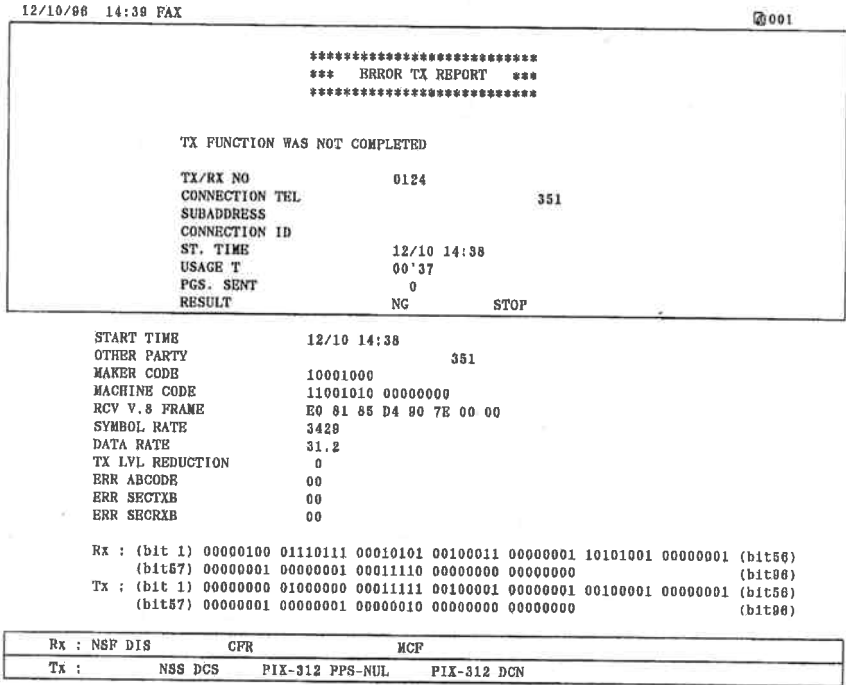 12/10/96 14:39 FAX 001
****************************
*** ERROR TX REPORT ***
****************************
TX FUNCTION WAS NOT COMPLETED
TX/RX NO 0124
CONNECTION TEL 351
SUBADDRESS
CONNECTION ID
ST. TIME 12/10 14:38
USAGE T 00'37
PGS. SENT 0
RESULT NG STOP
START TIME 12/10 14:38
OTHER PARTY 351
MAKER CODE 10001000
MACHINE CODE 11001010 00000000
RCV V.8 FRAME E0 81 85 D4 90 7E 00 00
SYMBOL RATE 3429
DATA RATE 31.2
TX LVL REDUCTION 0
ERR ABCODE 00
ERR SECTXB 00
ERR SECRXB 00
Rx : (bit 1) 00000100 01110111 00010101 00100011 00000001 10101001 00000001 (bit56)
(bit57) 00000001 00000001 00011110 00000000 00000000 (bit96)
Tx : (bit 1) 00000000 01000000 00011111 00100001 00000001 00100001 00000001 (bit56)
(bit57) 00000001 00000001 00000010 00000000 00000000 (bit96)
Rx : NSF DIS CFR MCF
Tx : NSS DCS PIX-312 PPS-NUL PIX-312 DCN